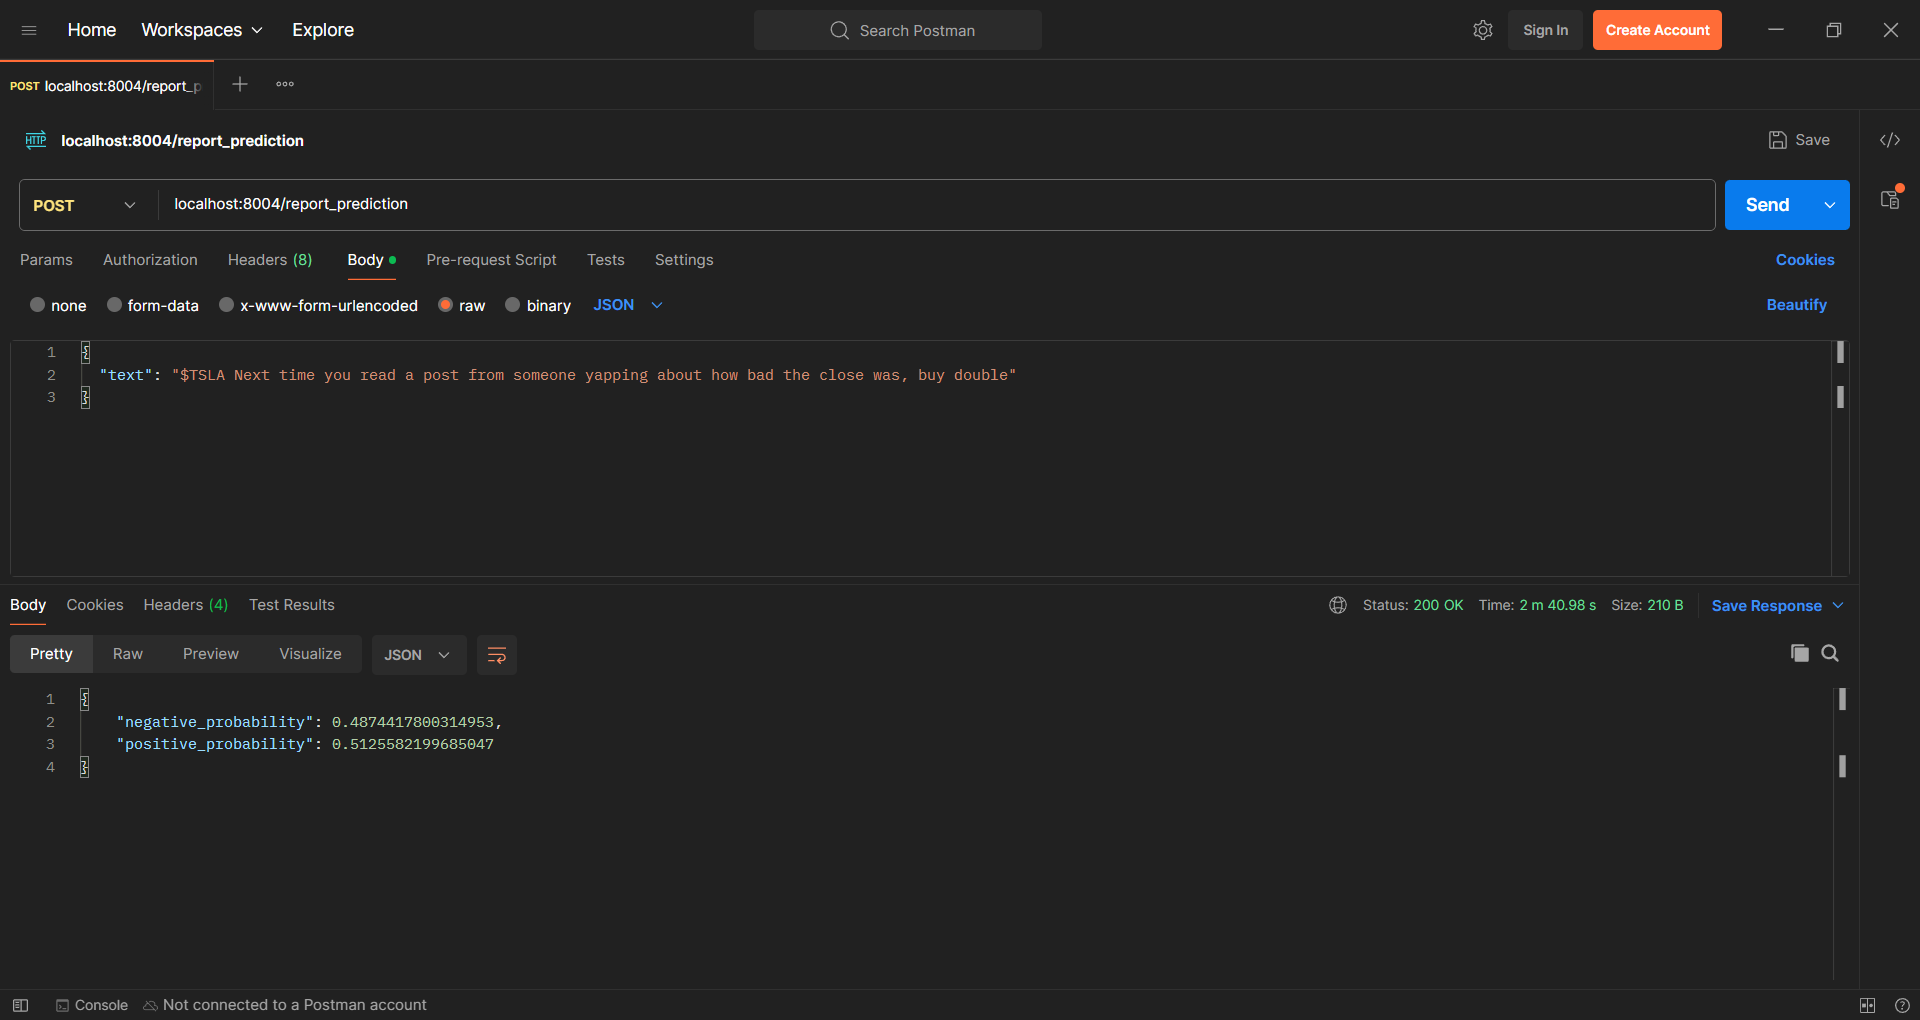 Home Workspaces Explore Search Postman Sign In Create Account
POST localhost:8004/report_p
HTTP localhost:8004/report_prediction Save
POST localhost:8004/report_prediction Send
Params Authorization Headers (8) Body Pre-request Script Tests Settings Cookies
none form-data x-www-form-urlencoded raw binary JSON Beautify
1 {
2 "text": "$TSLA Next time you read a post from someone yapping about how bad the close was, buy double"
3 }
Body Cookies Headers (4) Test Results Status: 200 OK Time: 2 m 40.98 s Size: 210 B Save Response
Pretty Raw Preview Visualize JSON
1 {
2 "negative_probability": 0.4874417800314953,
3 "positive_probability": 0.5125582199685047
4 }
Console Not connected to a Postman account